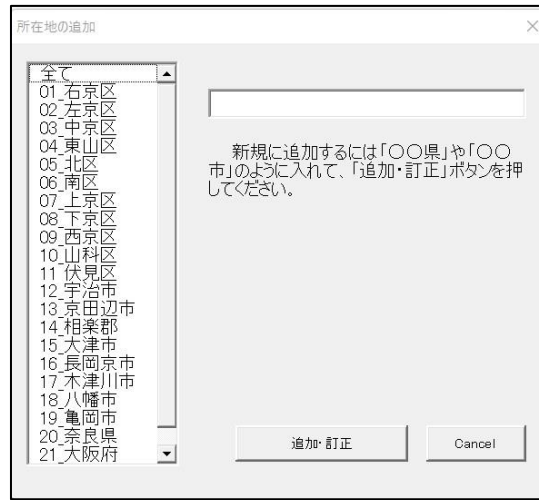 所在地の追加
全て
01_右京区
02_左京区
03_中京区
04_東山区
05_北区
06_南区
07_上京区
08_下京区
09_西京区
10_山科区
11_伏見区
12_宇治市
13_京田辺市
14_相楽郡
15_大津市
16_長岡京市
17_木津川市
18_八幡市
19_亀岡市
20_奈良県
21_大阪府
新規に追加するには「○○県」や「○○
市」のように入れて、「追加・訂正」ボタンを押
してください。
追加・訂正
Cancel